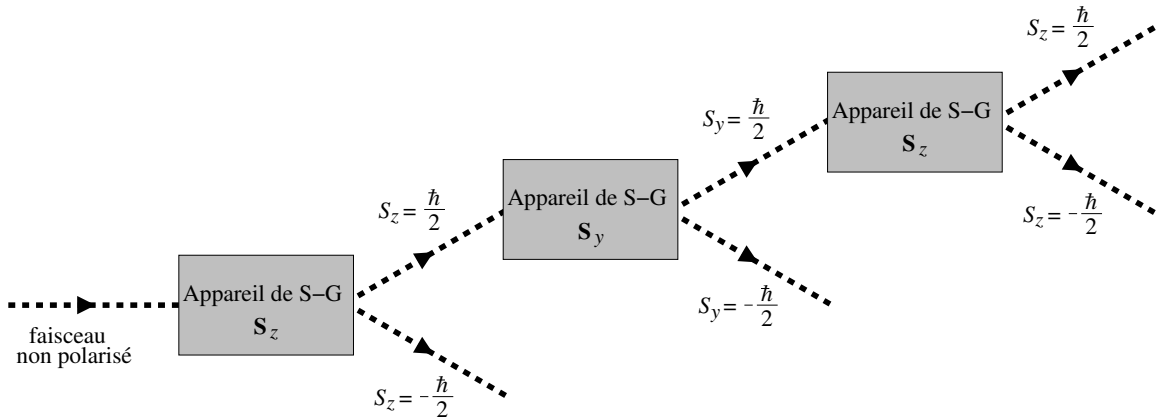 S_z = ℏ/2
Appareil de S−G
S_z
S_z = -ℏ/2
S_y = ℏ/2
Appareil de S−G
S_y
S_y = -ℏ/2
S_z = ℏ/2
Appareil de S−G
S_z
S_z = -ℏ/2
faisceau
non polarisé